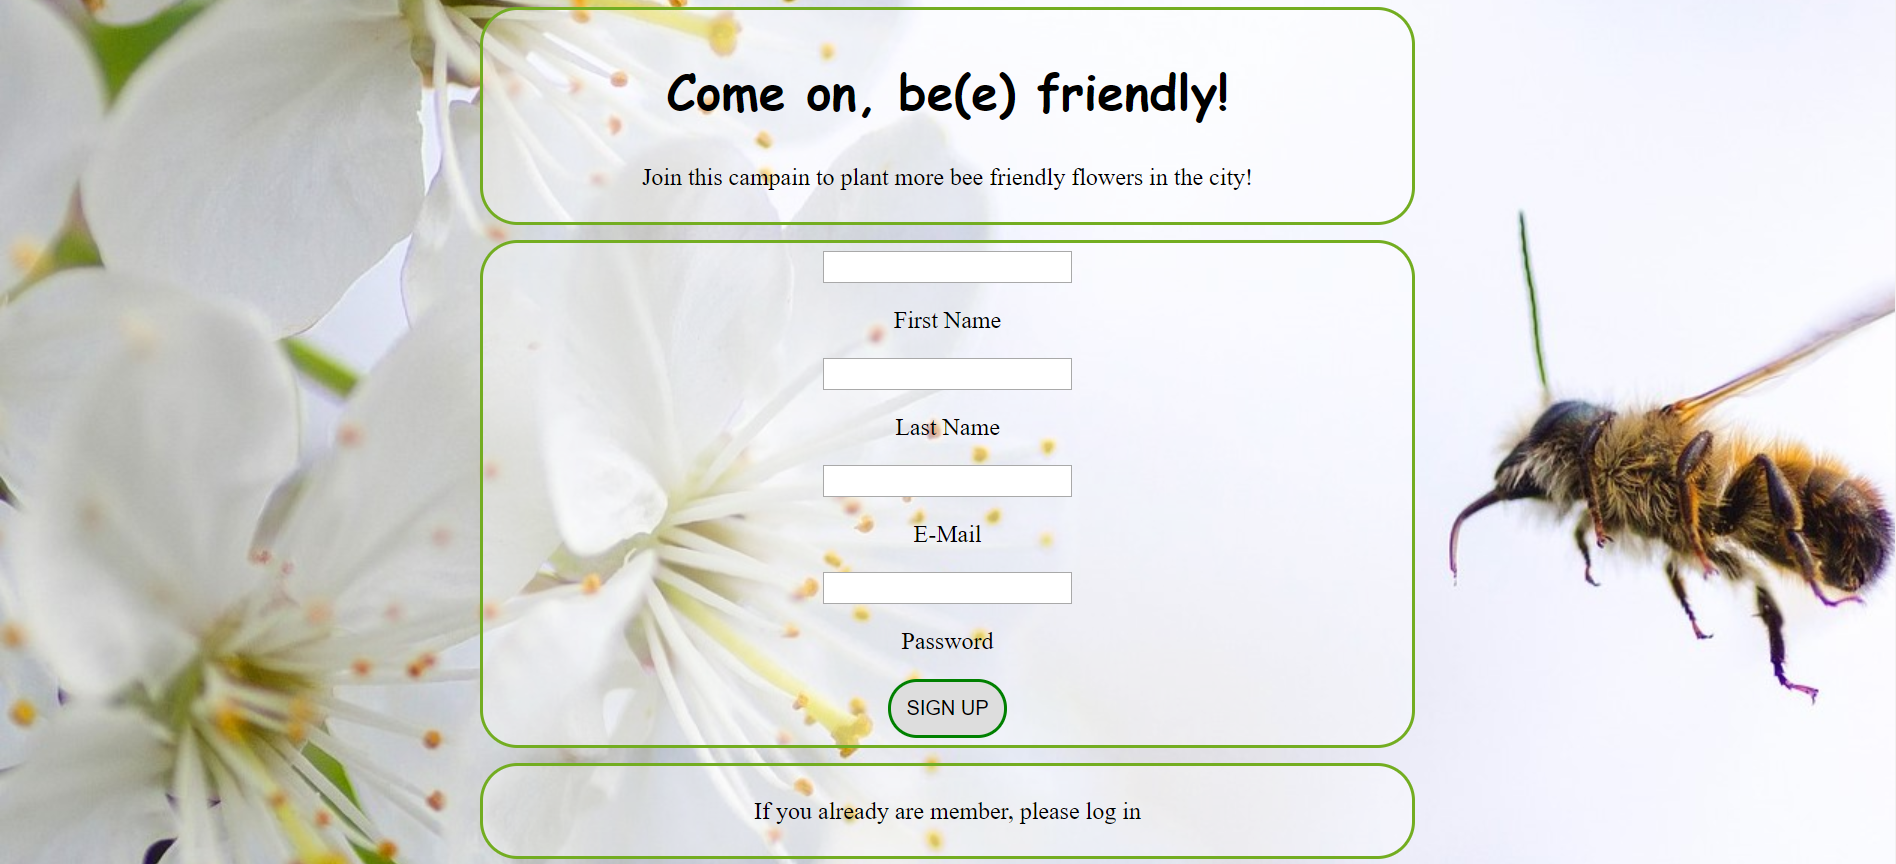 Come on, be(e) friendly!
Join this campain to plant more bee friendly flowers in the city!
First Name
Last Name
E-Mail
Password
SIGN UP
If you already are member, please log in